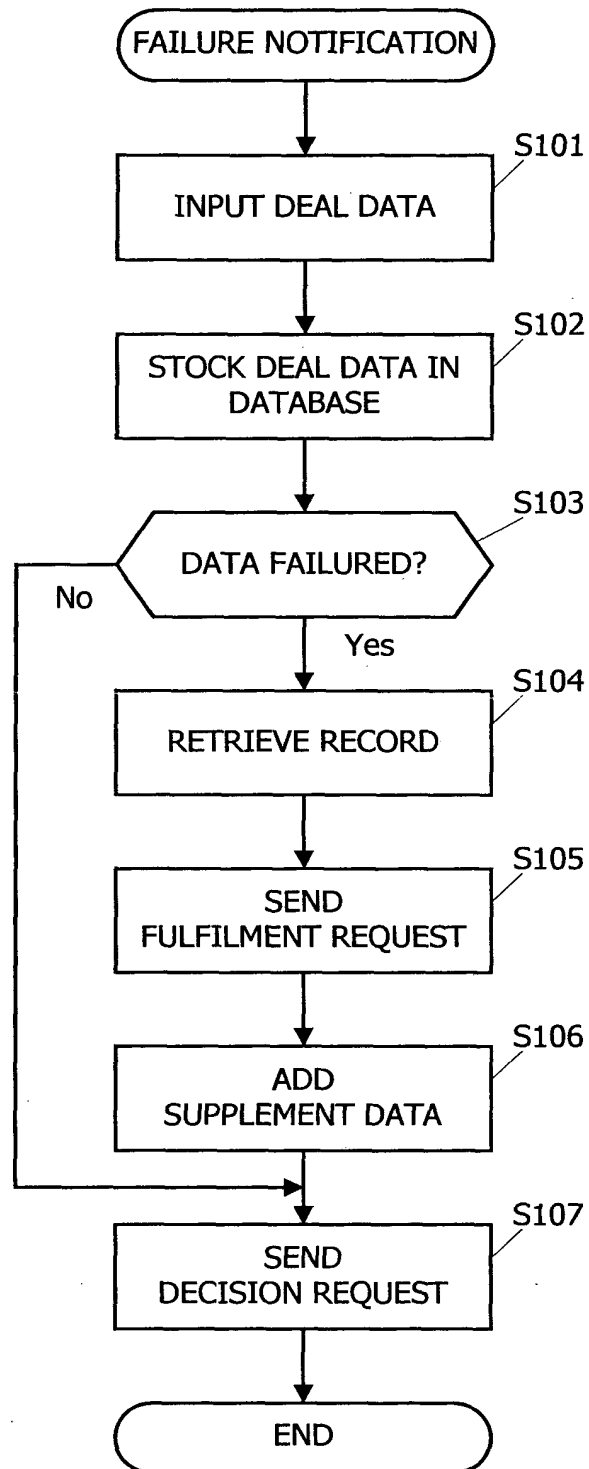 FAILURE NOTIFICATION
S101
INPUT DEAL DATA
S102
STOCK DEAL DATA IN
DATABASE
S103
DATA FAILURED?
No
Yes
S104
RETRIEVE RECORD
S105
SEND
FULFILMENT REQUEST
S106
ADD
SUPPLEMENT DATA
S107
SEND
DECISION REQUEST
END